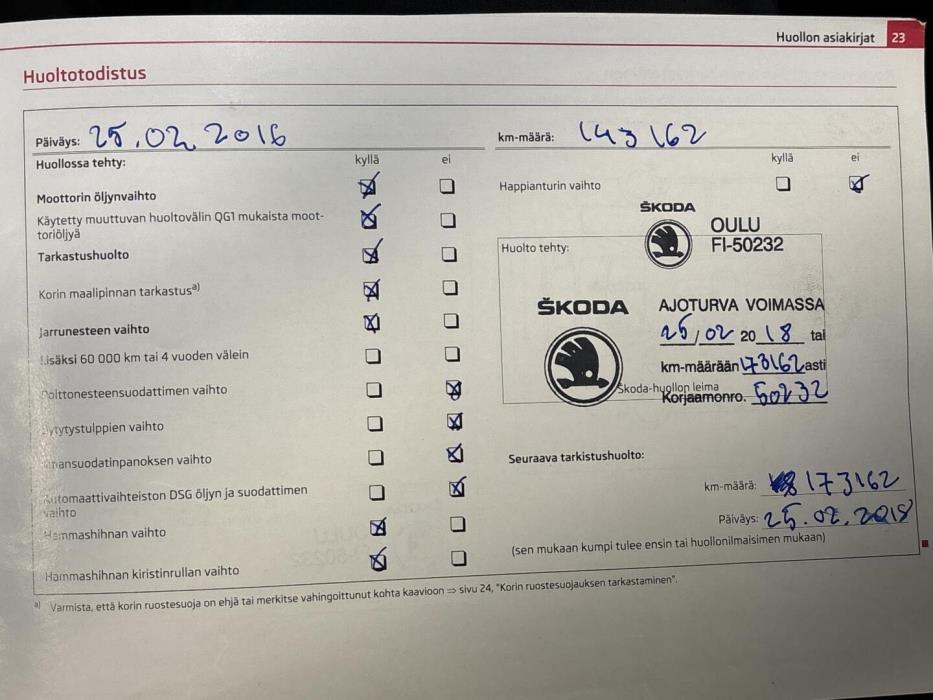 Huollon asiakirjat 23
Huoltotodistus
Päiväys: 25.02.2016
km-määrä: 143162
Huollossa tehty: kyllä ei
kyllä ei
Moottorin öljynvaihto
Käytetty muuttuvan huoltovälin QG1 mukaista moot-
toriöljyä
Tarkastushuolto
Korin maalipinnan tarkastusa)
Jarrunesteen vaihto
Lisäksi 60 000 km tai 4 vuoden välein
Polttonesteensuodattimen vaihto
Sytytystulppien vaihto
Ilmansuodatinpanoksen vaihto
Automaattivaihteiston DSG öljyn ja suodattimen
vaihto
Hammashihnan vaihto
Hammashihnan kiristinrullan vaihto
Happianturin vaihto
ŠKODA
OULU
FI-50232
Huolto tehty:
ŠKODA
AJOTURVA VOIMASSA
25/02 2018 tai
km-määrään 173162 asti
Škoda-huollon leima
Korjaamonro. 50232
Seuraava tarkistushuolto:
km-määrä: 173162
Päiväys: 25.02.2018
(sen mukaan kumpi tulee ensin tai huollonilmaisimen mukaan)
a) Varmista, että korin ruostesuoja on ehjä tai merkitse vahingoittunut kohta kaavioon ⇒ sivu 24, "Korin ruostesuojauksen tarkastaminen".